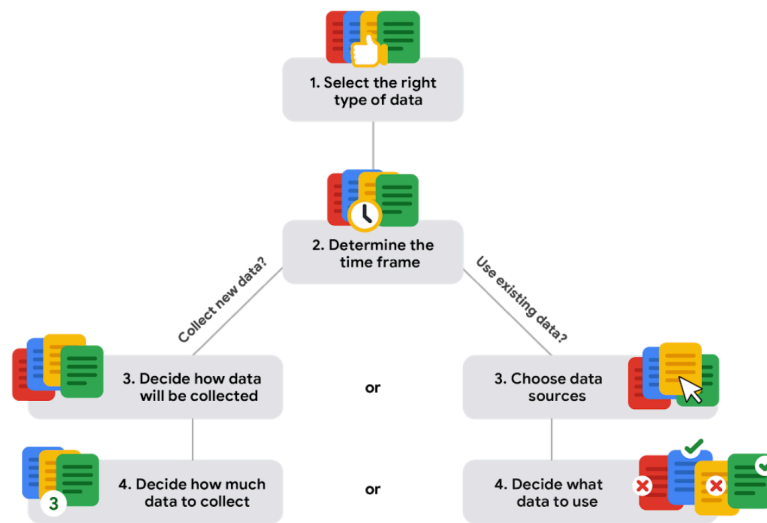 1. Select the right
type of data
2. Determine the
time frame
Collect new data?
Use existing data?
3. Decide how data
will be collected
or
3. Choose data
sources
4. Decide how much
data to collect
3
or
4. Decide what
data to use